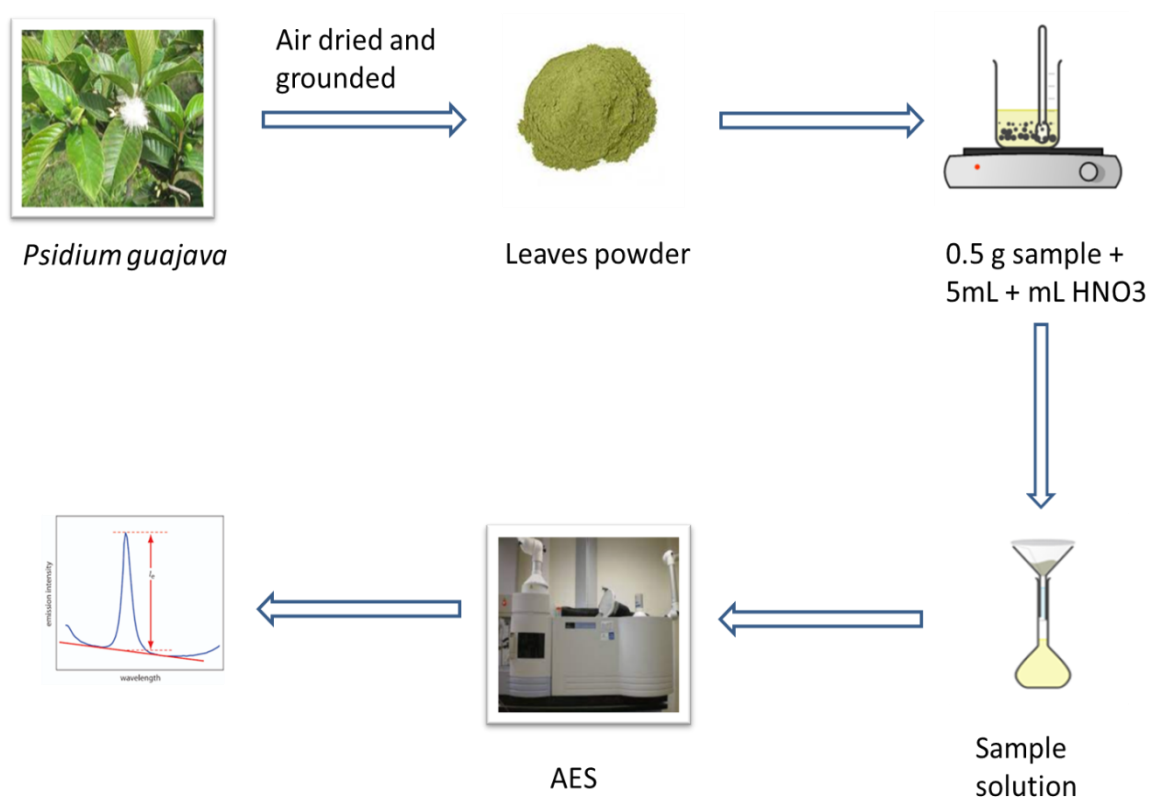 Air dried and
grounded
Psidium guajava
Leaves powder
0.5 g sample +
5mL + mL HNO3
Sample
solution
AES
emission intensity
Ie
wavelength